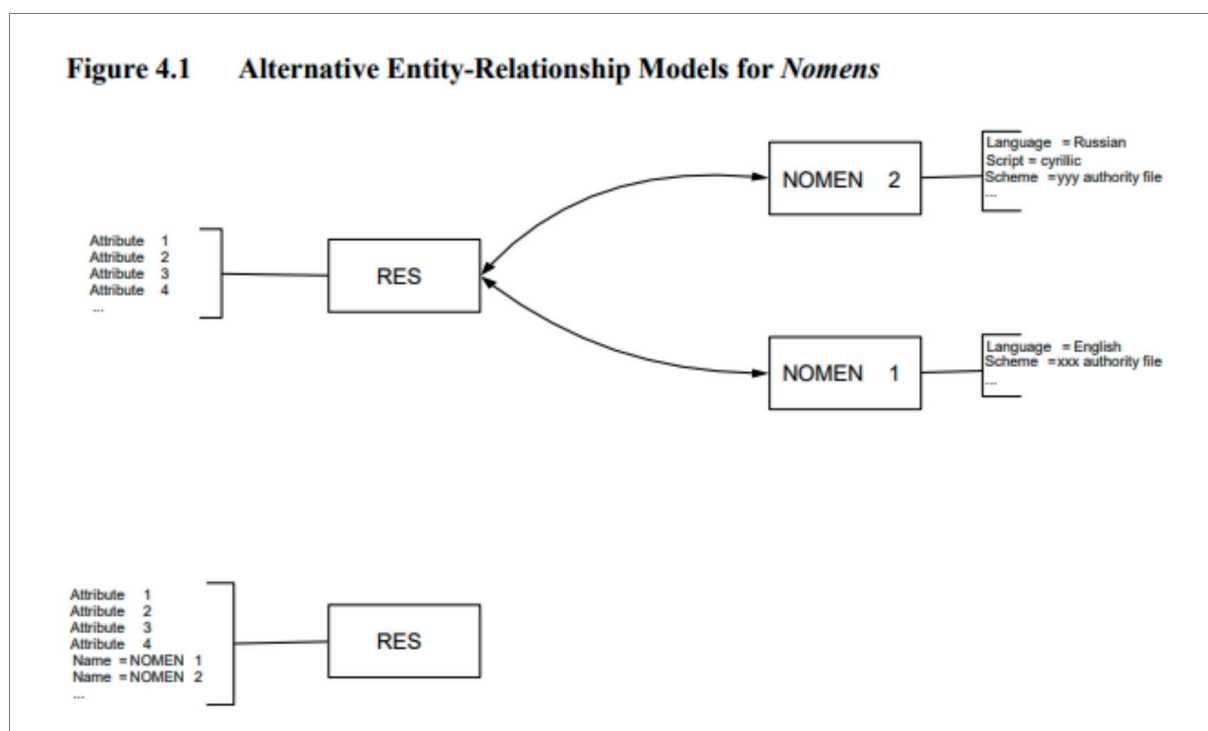 Figure 4.1 Alternative Entity-Relationship Models for Nomens
Language = Russian
Script = cyrillic
Scheme =yyy authority file
...
NOMEN 2
Attribute 1
Attribute 2
Attribute 3
Attribute 4
...
RES
Language = English
Scheme =xxx authority file
...
NOMEN 1
Attribute 1
Attribute 2
Attribute 3
Attribute 4
Name =NOMEN 1
Name =NOMEN 2
...
RES